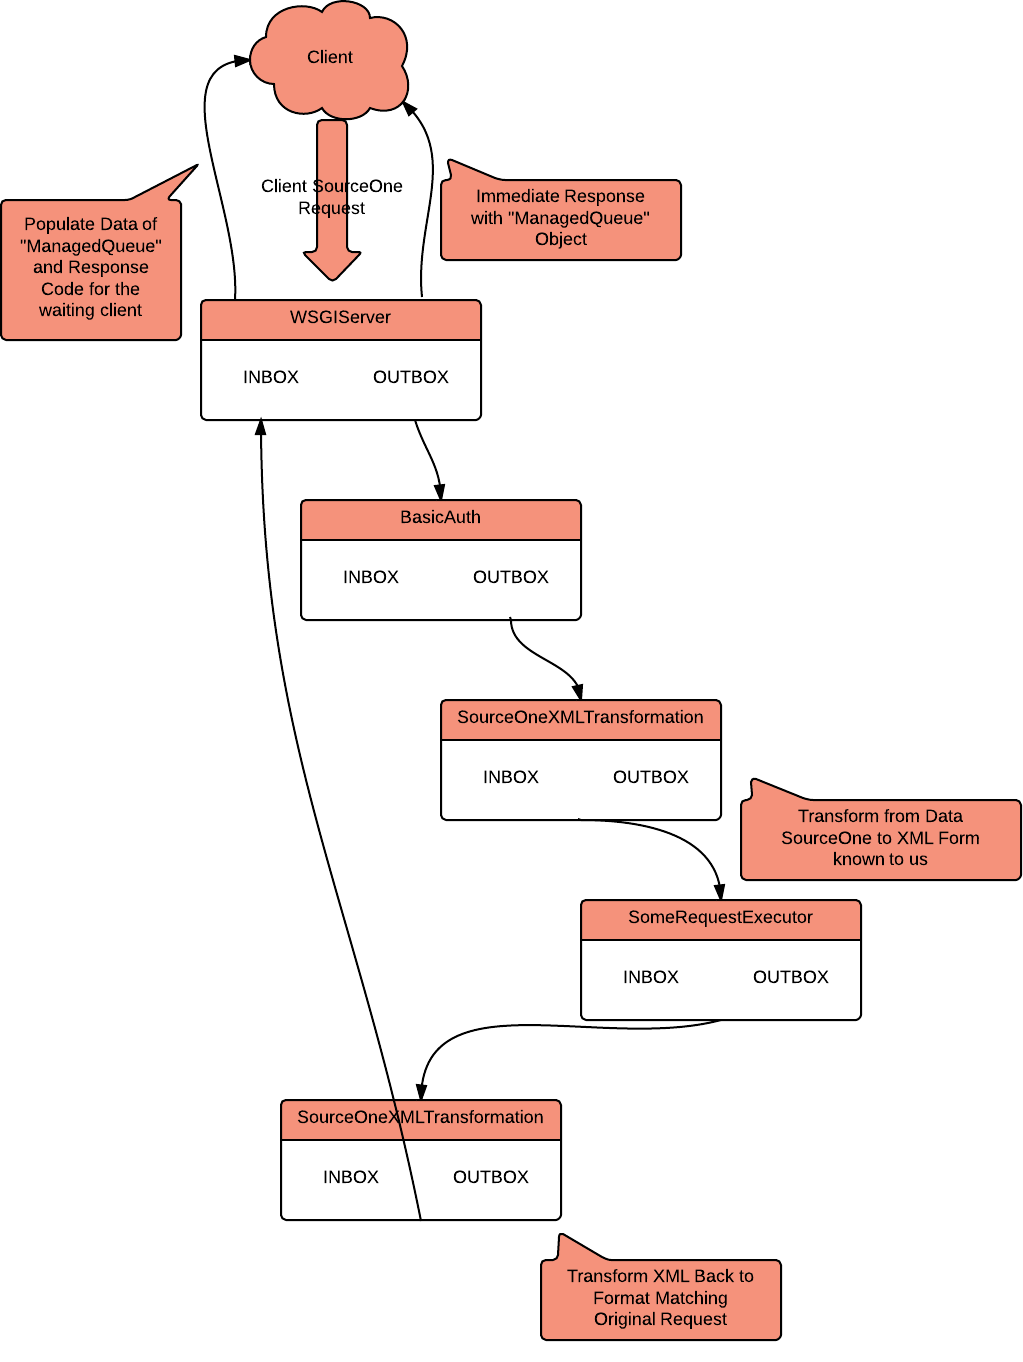 Client
Client SourceOne
Request
Populate Data of
"ManagedQueue"
and Response
Code for the
waiting client
Immediate Response
with "ManagedQueue"
Object
WSGIServer
INBOX OUTBOX
BasicAuth
INBOX OUTBOX
SourceOneXMLTransformation
INBOX OUTBOX
Transform from Data
SourceOne to XML Form
known to us
SomeRequestExecutor
INBOX OUTBOX
SourceOneXMLTransformation
INBOX OUTBOX
Transform XML Back to
Format Matching
Original Request